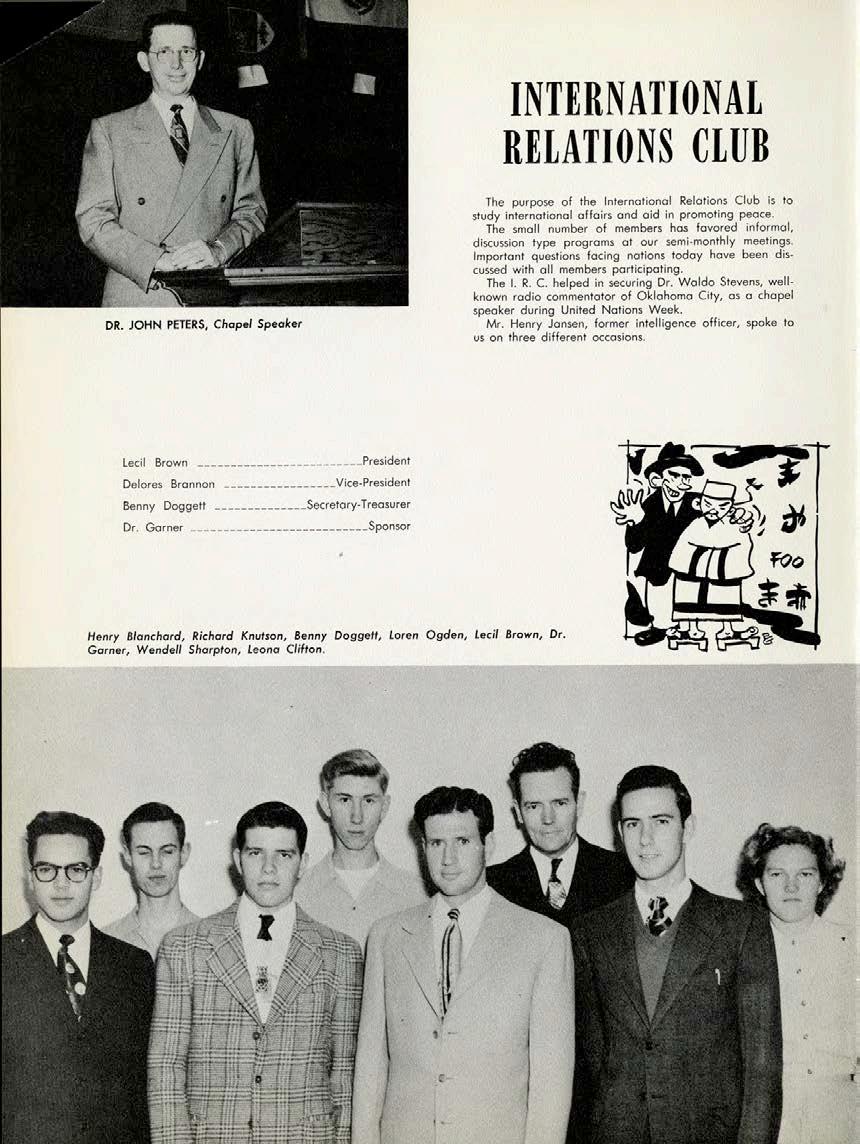 INTERNATIONAL
RELATIONS CLUB
The purpose of the International Relations Club is to
study international affairs and aid in promoting peace.
The small number of members has favored informal,
discussion type programs at our semi-monthly meetings.
Important questions facing nations today have been dis-
cussed with all members participating.
The I. R. C. helped in securing Dr. Waldo Stevens, well-
known radio commentator of Oklahoma City, as a chapel
speaker during United Nations Week.
Mr. Henry Jansen, former intelligence officer, spoke to
us on three different occasions.
DR. JOHN PETERS, Chapel Speaker
Lecil Brown ________________________President
Delores Brannon ________________Vice-President
Benny Doggett _____________Secretary-Treasurer
Dr. Garner __________________________Sponsor
FOO
Henry Blanchard, Richard Knutson, Benny Doggett, Loren Ogden, Lecil Brown, Dr.
Garner, Wendell Sharpton, Leona Clifton.